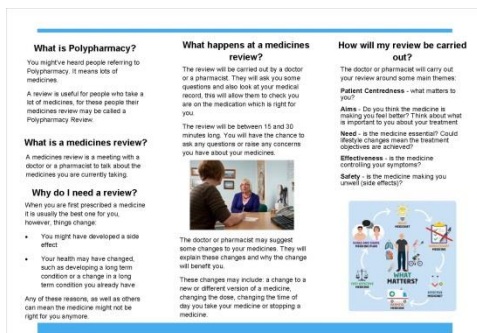 What is Polypharmacy?
You might've heard people referring to
Polypharmacy. It means lots of
medicines.
A review is useful for people who take a
lot of medicines, for these people their
medicines review may be called a
Polypharmacy Review.
What is a medicines review?
A medicines review is a meeting with a
doctor or a pharmacist to talk about the
medicines you are currently taking.
Why do I need a review?
When you are first prescribed a medicine
it is usually the best one for you,
however, things change:
• You might have developed a side
effect
• Your health may have changed,
such as developing a long term
condition or a change in a long
term condition you already have
Any of these reasons, as well as others
can mean the medicine might not be
right for you anymore.
What happens at a medicines
review?
The review will be carried out by a doctor
or a pharmacist. They will ask you some
questions and also look at your medical
record, this will allow them to check you
are on the medication which is right for
you.
The review will be between 15 and 30
minutes long. You will have the chance to
ask any questions or raise any concerns
you have about your medicines.
The doctor or pharmacist may suggest
some changes to your medicines. They will
explain these changes and why the change
will benefit you.
These changes may include: a change to a
new or different version of a medicine,
changing the dose, changing the time of
day you take your medicine or stopping a
medicine.
How will my review be carried
out?
The doctor or pharmacist will carry out
your review around some main themes:
Patient Centredness - what matters to
you?
Aims - Do you think the medicine is
making you feel better? Think about what
is important to you about your treatment
Need - is the medicine essential? Could
lifestyle changes mean the treatment
objectives are achieved?
Effectiveness - is the medicine
controlling your symptoms?
Safety - is the medicine making you
unwell (side effects)?
WHAT
MATTERS?